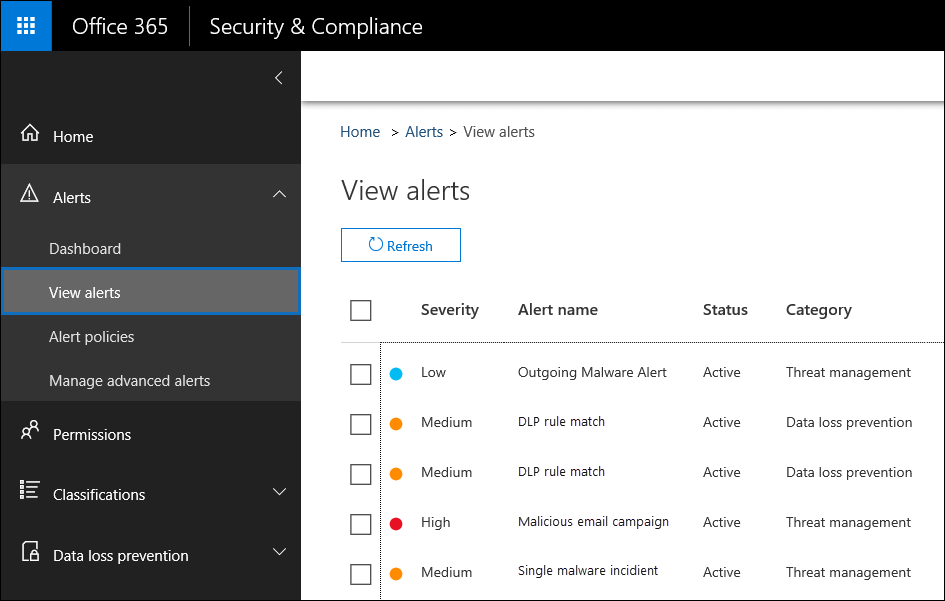 Office 365 Security & Compliance
Home
Alerts
Dashboard
View alerts
Alert policies
Manage advanced alerts
Permissions
Classifications
Data loss prevention
Home > Alerts > View alerts
View alerts
Refresh
Severity Alert name Status Category
Low Outgoing Malware Alert Active Threat management
Medium DLP rule match Active Data loss prevention
Medium DLP rule match Active Data loss prevention
High Malicious email campaign Active Threat management
Medium Single malware incidient Active Threat management